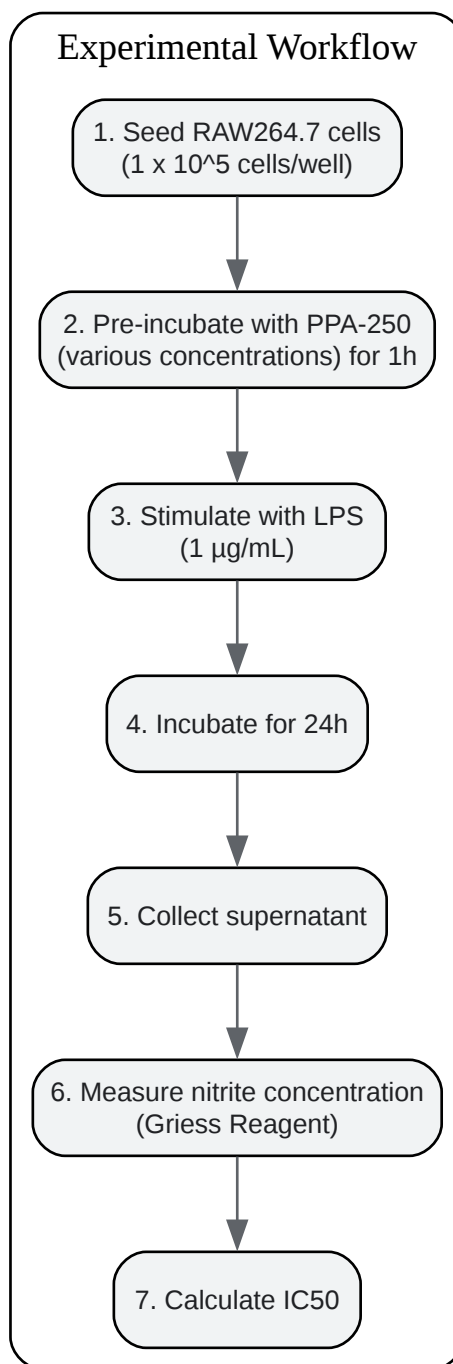 Experimental Workflow
1. Seed RAW264.7 cells
(1 x 10^5 cells/well)
2. Pre-incubate with PPA-250
(various concentrations) for 1h
3. Stimulate with LPS
(1 µg/mL)
4. Incubate for 24h
5. Collect supernatant
6. Measure nitrite concentration
(Griess Reagent)
7. Calculate IC50